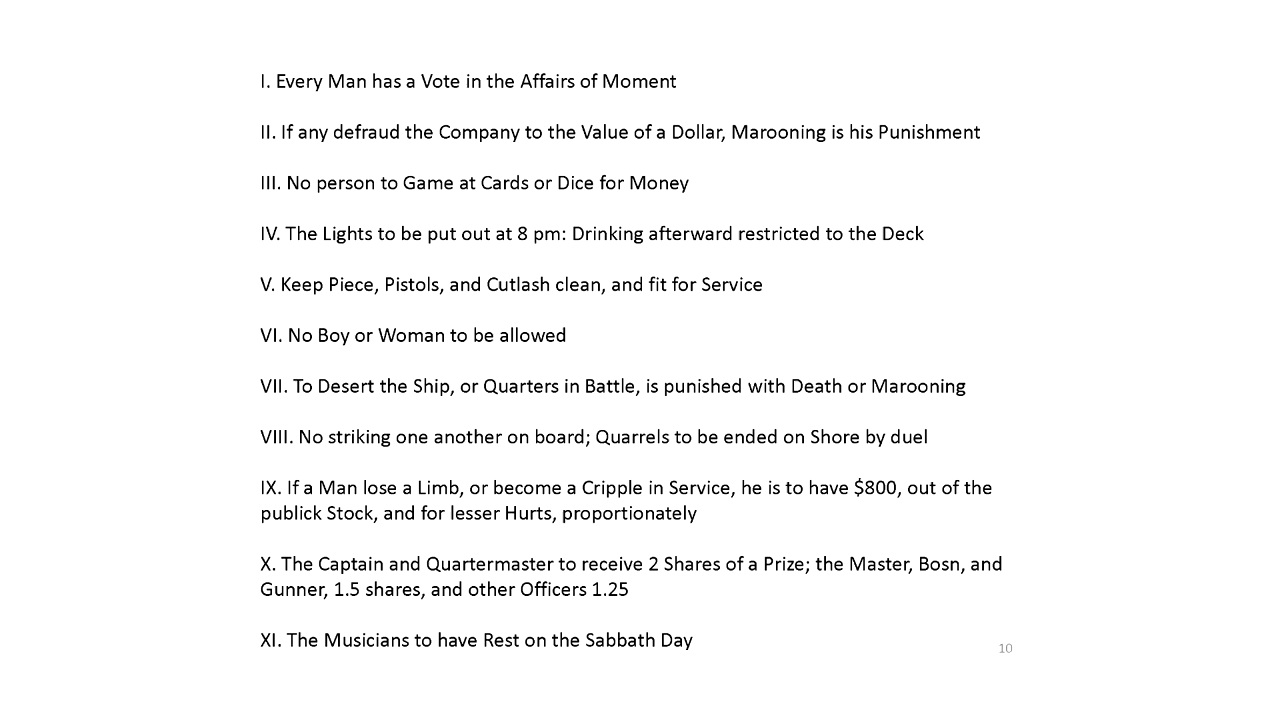 I. Every Man has a Vote in the Affairs of Moment
II. If any defraud the Company to the Value of a Dollar, Marooning is his Punishment
III. No person to Game at Cards or Dice for Money
IV. The Lights to be put out at 8 pm: Drinking afterward restricted to the Deck
V. Keep Piece, Pistols, and Cutlash clean, and fit for Service
VI. No Boy or Woman to be allowed
VII. To Desert the Ship, or Quarters in Battle, is punished with Death or Marooning
VIII. No striking one another on board; Quarrels to be ended on Shore by duel
IX. If a Man lose a Limb, or become a Cripple in Service, he is to have $800, out of the
publick Stock, and for lesser Hurts, proportionately
X. The Captain and Quartermaster to receive 2 Shares of a Prize; the Master, Bosn, and
Gunner, 1.5 shares, and other Officers 1.25
XI. The Musicians to have Rest on the Sabbath Day
10